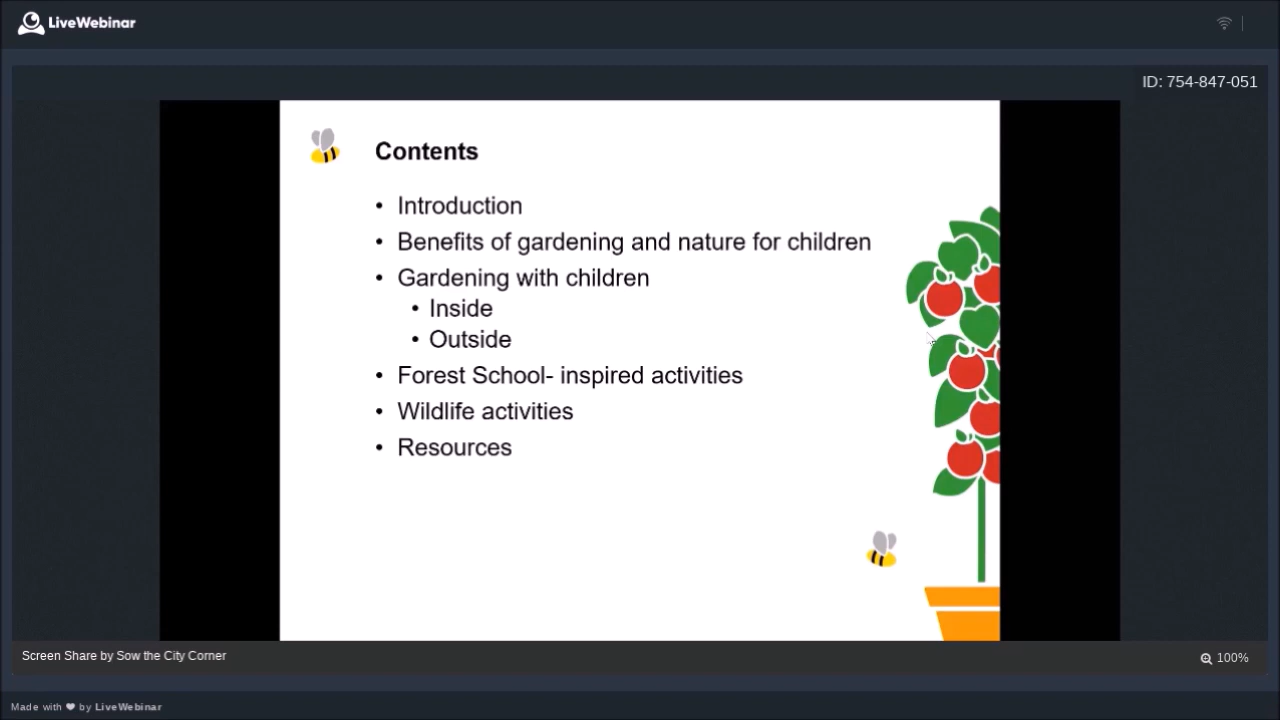 LiveWebinar
ID: 754-847-051
Contents
• Introduction
• Benefits of gardening and nature for children
• Gardening with children
• Inside
• Outside
• Forest School- inspired activities
• Wildlife activities
• Resources
Screen Share by Sow the City Corner
100%
Made with ❤ by LiveWebinar